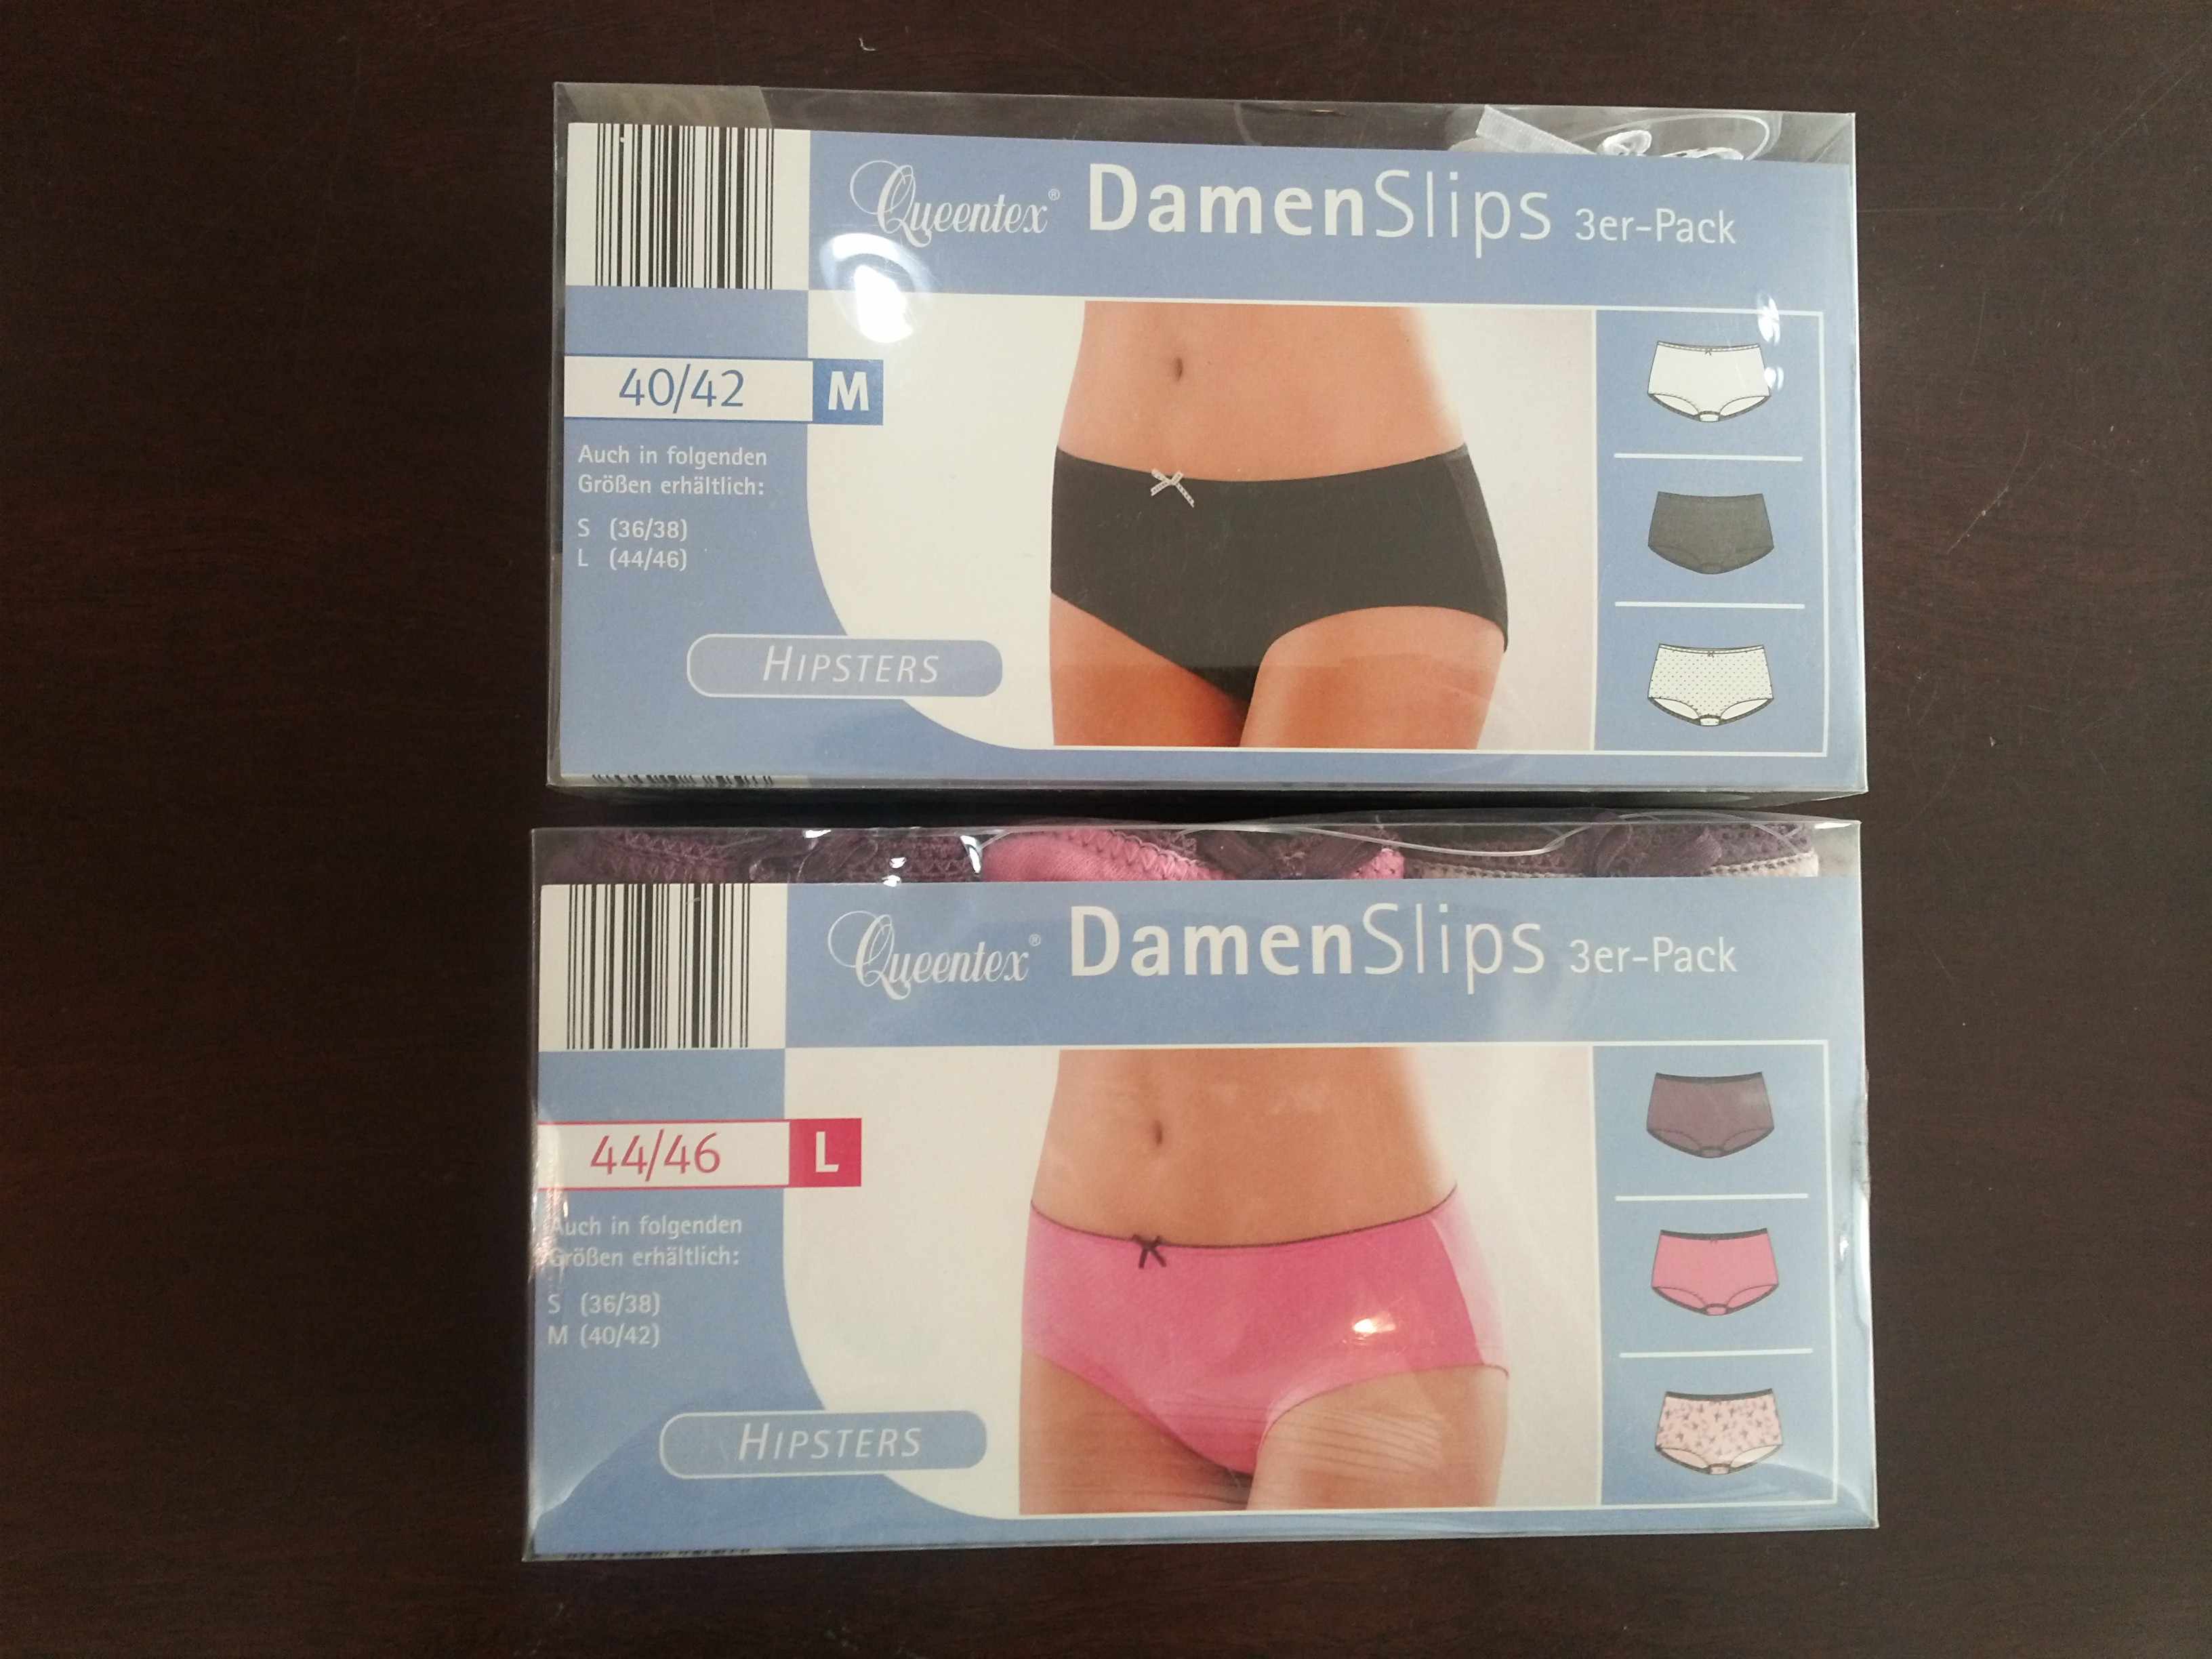 Queentex® DamenSlips 3er-Pack
40/42 M
Auch in folgenden
Größen erhältlich:
S (36/38)
L (44/46)
HIPSTERS
Queentex® DamenSlips 3er-Pack
44/46 L
Auch in folgenden
Größen erhältlich:
S (36/38)
M (40/42)
HIPSTERS